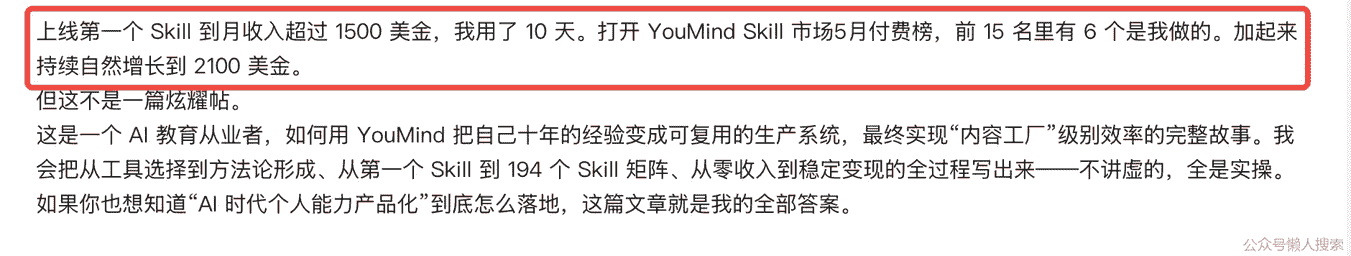 上线第一个 Skill 到月收入超过 1500 美金，我用了 10 天。打开 YouMind Skill 市场5月付费榜，前 15 名里有 6 个是我做的。加起来
持续自然增长到 2100 美金。
但这不是一篇炫耀帖。
这是一个 AI 教育从业者，如何用 YouMind 把自己十年的经验变成可复用的生产系统，最终实现“内容工厂”级别效率的完整故事。我
会把从工具选择到方法论形成、从第一个 Skill 到 194 个 Skill 矩阵、从零收入到稳定变现的全过程写出来——不讲虚的，全是实操。
如果你也想知道“AI 时代个人能力产品化”到底怎么落地，这篇文章就是我的全部答案。
公众号懒人搜索